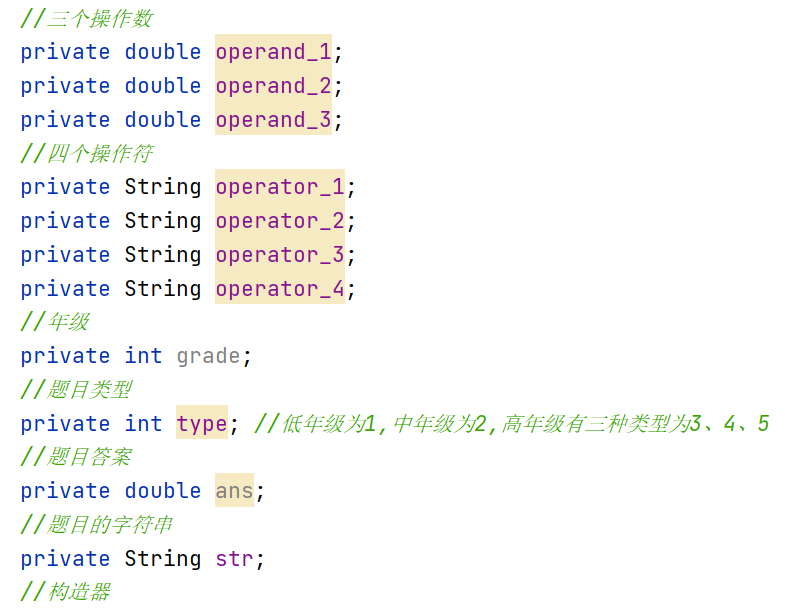 //三个操作数
private double operand_1;
private double operand_2;
private double operand_3;
//四个操作符
private String operator_1;
private String operator_2;
private String operator_3;
private String operator_4;
//年级
private int grade;
//题目类型
private int type; //低年级为1,中年级为2,高年级有三种类型为3、4、5
//题目答案
private double ans;
//题目的字符串
private String str;
//构造器